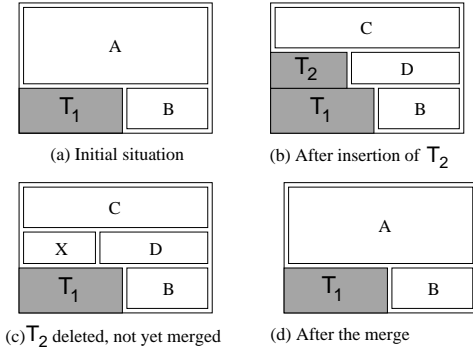 A
T1
B
(a) Initial situation
C
T2
D
T1
B
(b) After insertion of T2
C
X
D
T1
B
(c) T2 deleted, not yet merged
A
T1
B
(d) After the merge